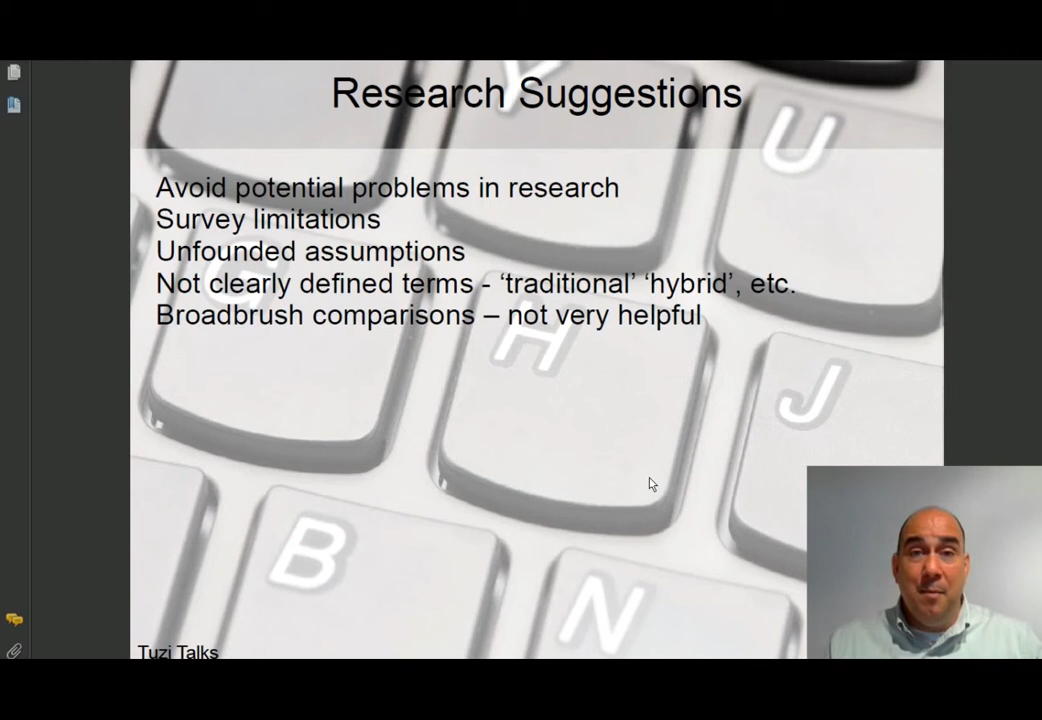 Research Suggestions
Avoid potential problems in research
Survey limitations
Unfounded assumptions
Not clearly defined terms - ‘traditional’ ‘hybrid’, etc.
Broadbrush comparisons – not very helpful
Y
U
G
H
J
B
N
Tuzi Talks